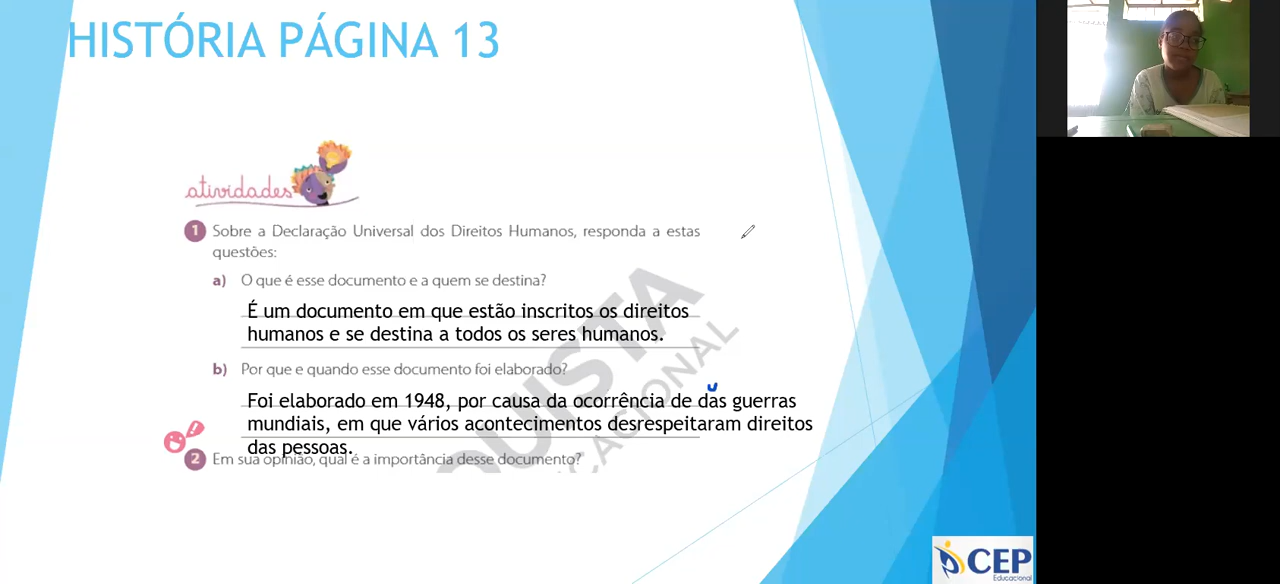 HISTÓRIA PÁGINA 13
atividades
1 Sobre a Declaração Universal dos Direitos Humanos, responda a estas
questões:
a) O que é esse documento e a quem se destina?
É um documento em que estão inscritos os direitos
humanos e se destina a todos os seres humanos.
b) Por que e quando esse documento foi elaborado?
Foi elaborado em 1948, por causa da ocorrência de das guerras
mundiais, em que vários acontecimentos desrespeitaram direitos
das pessoas.
2 Em sua opinião, qual é a importância desse documento?
CEP
Educacional